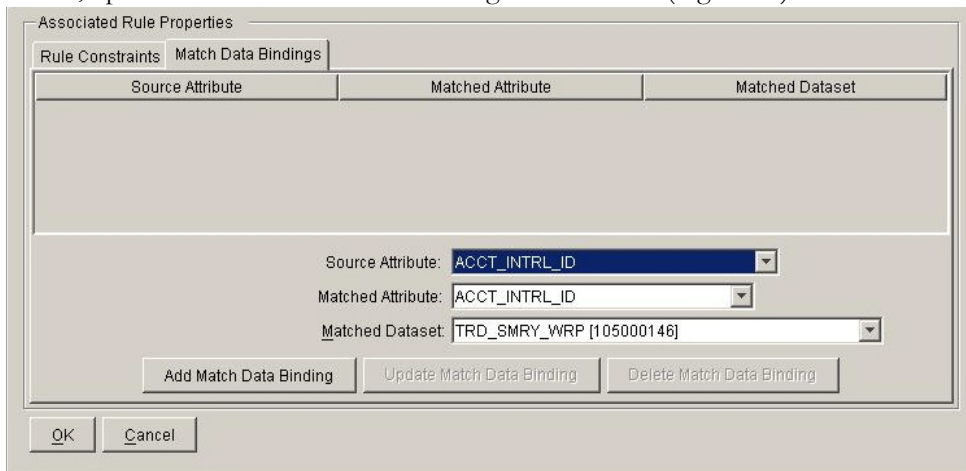 Associated Rule Properties
Rule Constraints Match Data Bindings
Source Attribute Matched Attribute Matched Dataset
Source Attribute: ACCT_INTRL_ID
Matched Attribute: ACCT_INTRL_ID
Matched Dataset: TRD_SMRY_WRP [105000146]
Add Match Data Binding Update Match Data Binding Delete Match Data Binding
OK Cancel